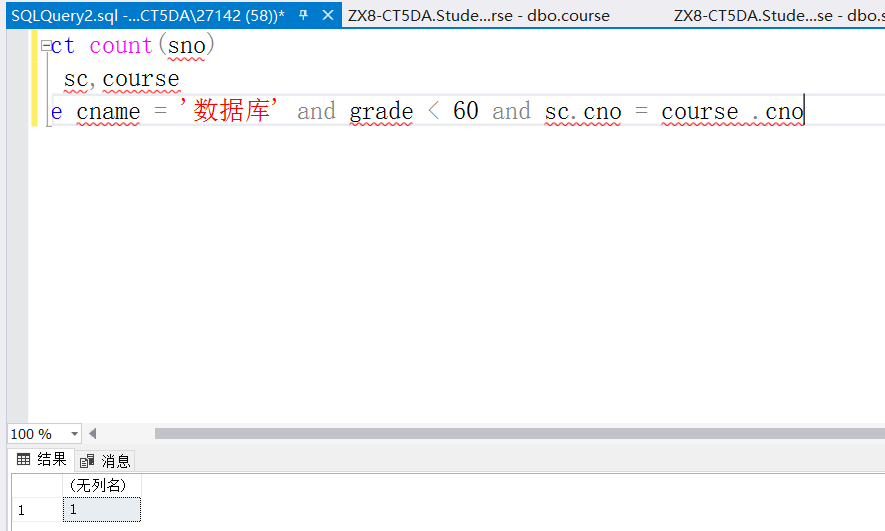 SQLQuery2.sql -...CT5DA\27142 (58))*
ZX8-CT5DA.Stude...rse - dbo.course
ZX8-CT5DA.Stude...se - dbo.s
ct count(sno)
sc,course
e cname = '数据库' and grade < 60 and sc.cno = course .cno
100 %
结果
消息
(无列名)
1
1